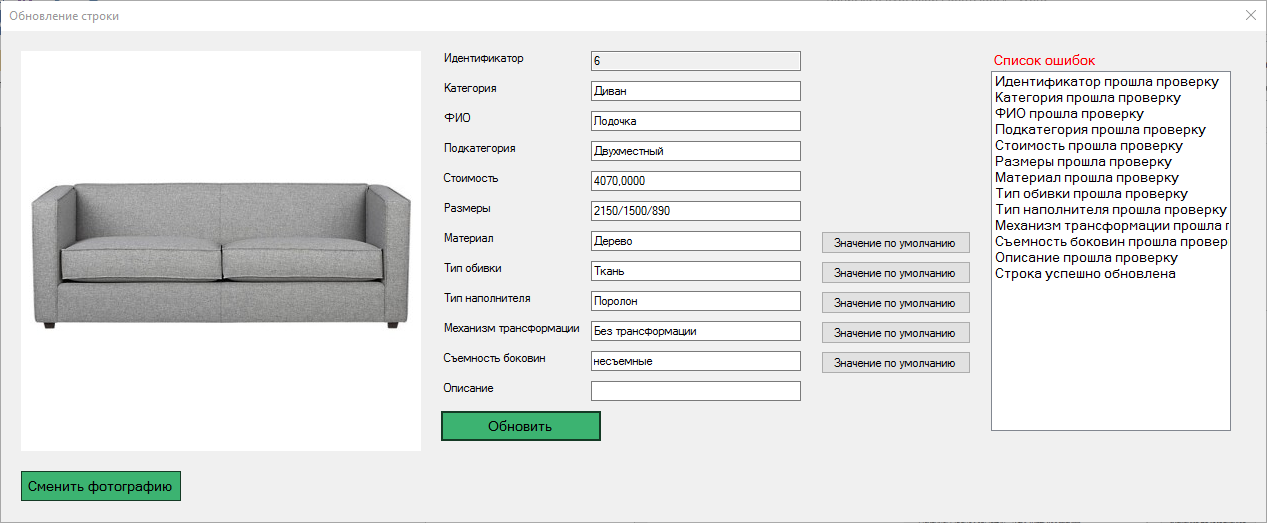 Обновление строки
Идентификатор
6
Категория
Диван
ФИО
Лодочка
Подкатегория
Двухместный
Стоимость
4070,0000
Размеры
2150/1500/890
Материал
Дерево
Значение по умолчанию
Тип обивки
Ткань
Значение по умолчанию
Тип наполнителя
Поролон
Значение по умолчанию
Механизм трансформации
Без трансформации
Значение по умолчанию
Съемность боковин
несъемные
Значение по умолчанию
Описание
Обновить
Сменить фотографию
Список ошибок
Идентификатор прошла проверку
Категория прошла проверку
ФИО прошла проверку
Подкатегория прошла проверку
Стоимость прошла проверку
Размеры прошла проверку
Материал прошла проверку
Тип обивки прошла проверку
Тип наполнителя прошла проверку
Механизм трансформации прошла п
Съемность боковин прошла провер
Описание прошла проверку
Строка успешно обновлена